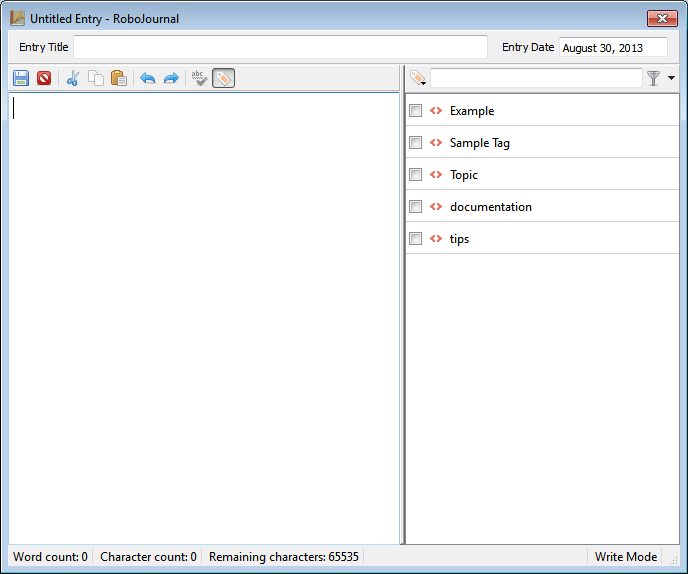 Untitled Entry - RoboJournal
Entry Title Entry Date August 30, 2013
abc
Example
Sample Tag
Topic
documentation
tips
Word count: 0 Character count: 0 Remaining characters: 65535 Write Mode